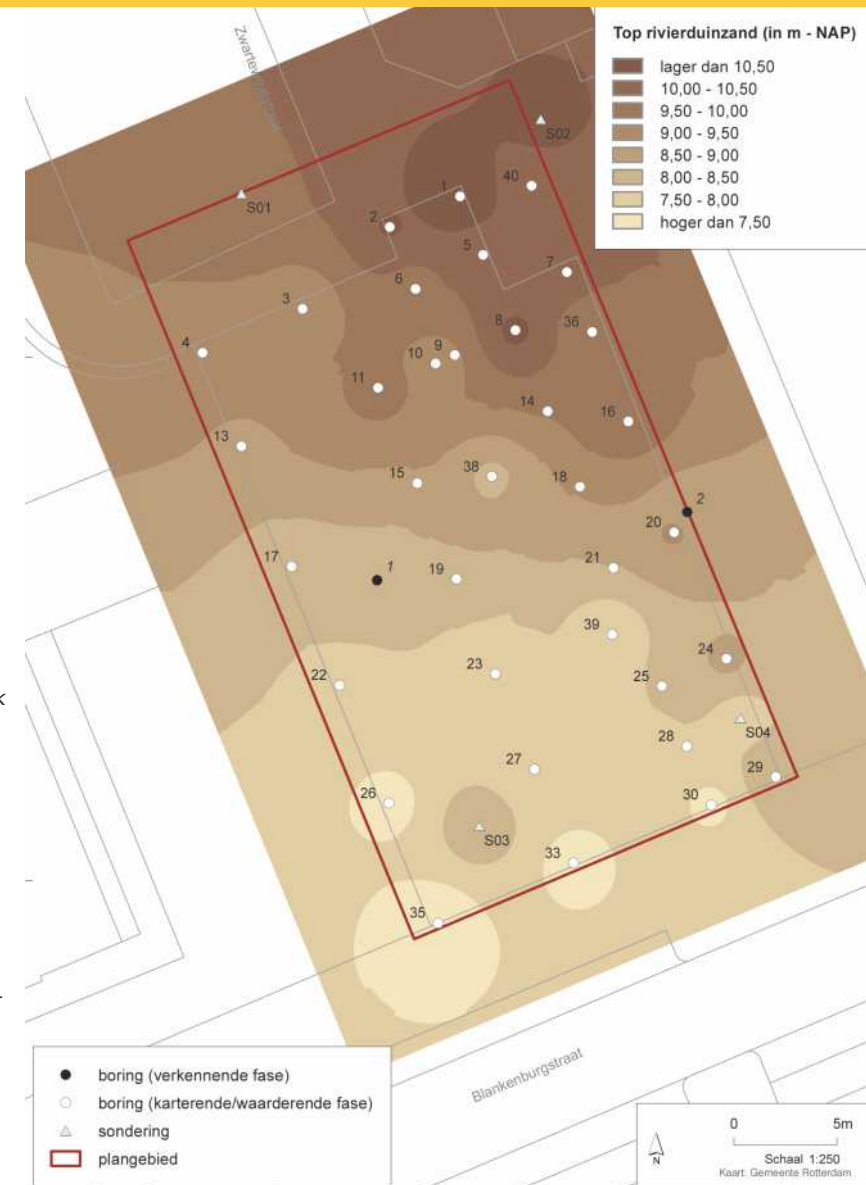 Top rivierduinzand (in m - NAP)
lager dan 10,50
10,00 - 10,50
9,50 - 10,00
9,00 - 9,50
8,50 - 9,00
8,00 - 8,50
7,50 - 8,00
hoger dan 7,50
S02
S01
40
1
2
5
7
6
3
8
36
4
9
10
11
14
16
13
38
15
18
2
20
17
1
19
21
39
24
22
23
25
S04
28
27
29
26
30
S03
33
35
Blankenburgstraat
boring (verkennende fase)
boring (karterende/waarderende fase)
sondering
plangebied
0 5m
N
Schaal 1:250
Kaart: Gemeente Rotterdam